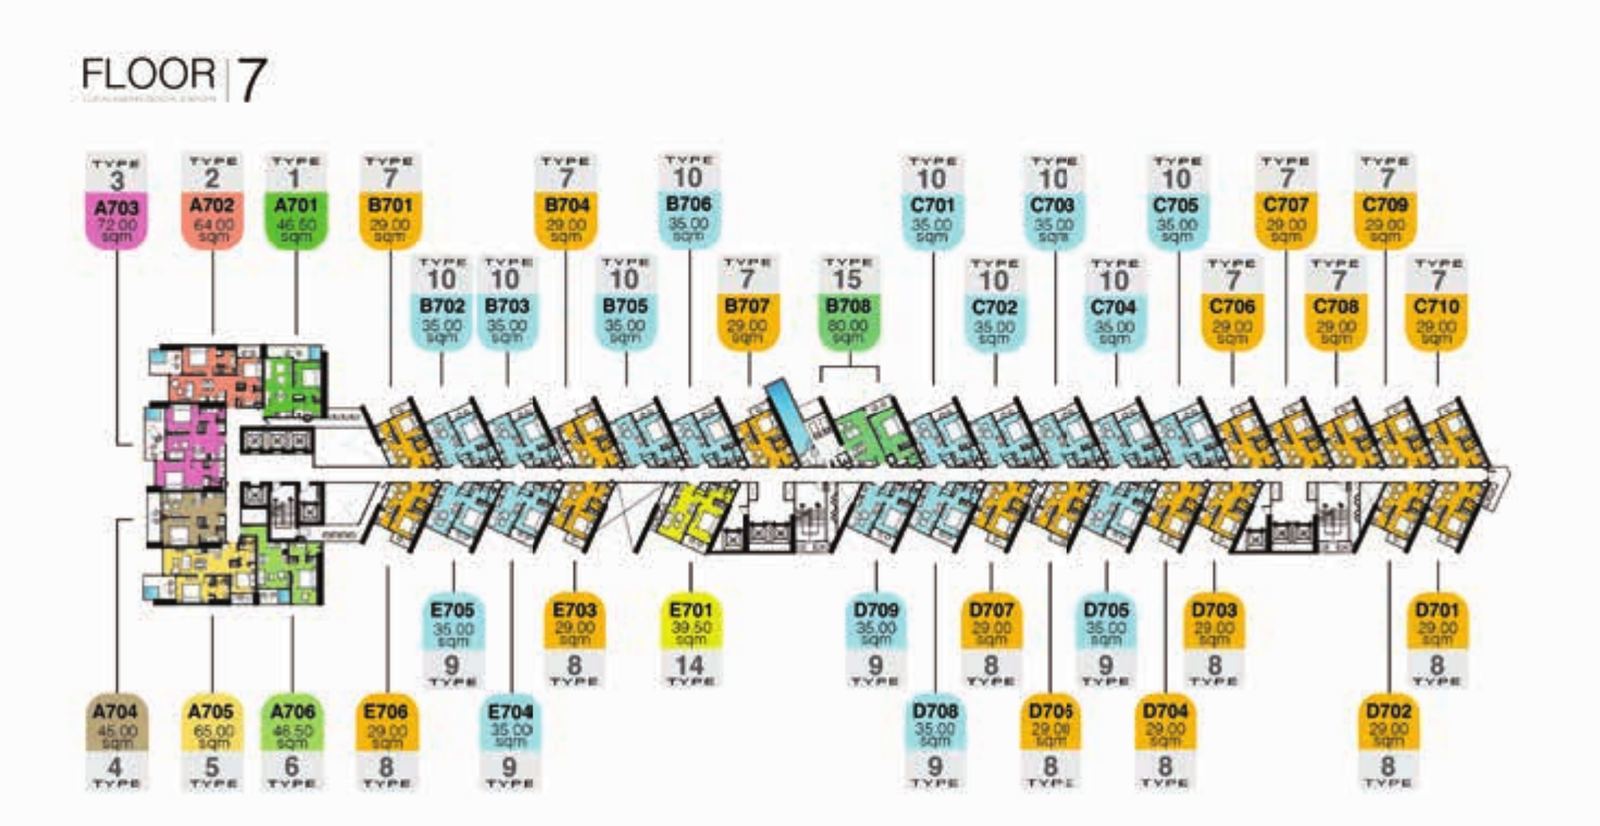 FLOOR 7
TYPE
3
A703
72.00
sqm
TYPE
2
A702
64.00
sqm
TYPE
1
A701
46.50
sqm
TYPE
7
B701
29.00
sqm
TYPE
7
B704
29.00
sqm
TYPE
10
B706
35.00
sqm
TYPE
10
C701
35.00
sqm
TYPE
10
C703
35.00
sqm
TYPE
10
C705
35.00
sqm
TYPE
7
C707
29.00
sqm
TYPE
7
C709
29.00
sqm
TYPE
10
B702
35.00
sqm
TYPE
10
B703
35.00
sqm
TYPE
10
B705
35.00
sqm
TYPE
7
B707
29.00
sqm
TYPE
15
B708
80.00
sqm
TYPE
10
C702
35.00
sqm
TYPE
10
C704
35.00
sqm
TYPE
7
C706
29.00
sqm
TYPE
7
C708
29.00
sqm
TYPE
7
C710
29.00
sqm
E705
35.00
sqm
9
TYPE
E703
29.00
sqm
8
TYPE
E701
39.50
sqm
14
TYPE
D709
35.00
sqm
9
TYPE
D707
29.00
sqm
8
TYPE
D705
35.00
sqm
9
TYPE
D703
29.00
sqm
8
TYPE
D701
29.00
sqm
8
TYPE
A704
45.00
sqm
4
TYPE
A705
65.00
sqm
5
TYPE
A706
46.50
sqm
6
TYPE
E706
29.00
sqm
8
TYPE
E704
35.00
sqm
9
TYPE
D708
35.00
sqm
9
TYPE
D706
29.00
sqm
8
TYPE
D704
29.00
sqm
8
TYPE
D702
29.00
sqm
8
TYPE